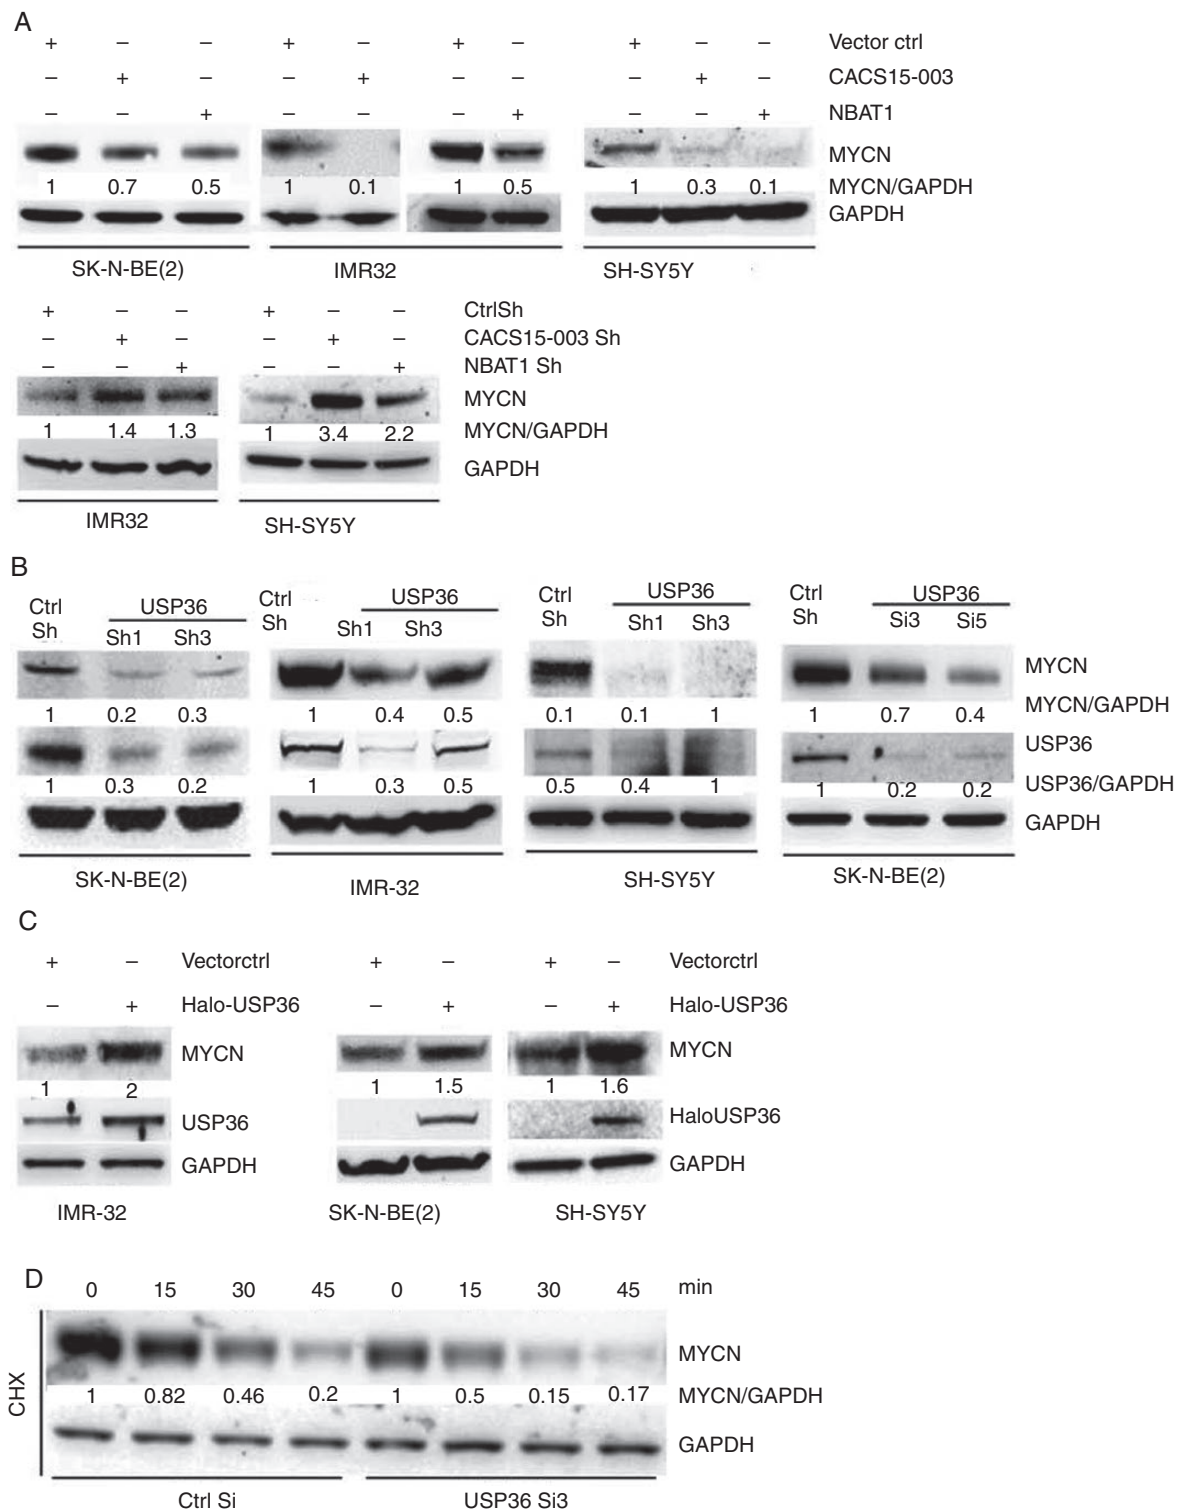 A
+ – – + – + – + – – Vector ctrl
– + – – + – – – + – CACS15-003
– – + – – – + – – + NBAT1
MYCN
1 0.7 0.5 1 0.1 1 0.5 1 0.3 0.1 MYCN/GAPDH
GAPDH
SK-N-BE(2) IMR32 SH-SY5Y
+ – – + – – CtrlSh
– + – – + – CACS15-003 Sh
– – + – – + NBAT1 Sh
MYCN
1 1.4 1.3 1 3.4 2.2 MYCN/GAPDH
GAPDH
IMR32 SH-SY5Y
B
Ctrl USP36 Ctrl USP36 Ctrl USP36 Ctrl USP36
Sh Sh1 Sh3 Sh Sh1 Sh3 Sh Sh1 Sh3 Sh Si3 Si5
MYCN
1 0.2 0.3 1 0.4 0.5 0.1 0.1 1 1 0.7 0.4 MYCN/GAPDH
USP36
1 0.3 0.2 1 0.3 0.5 0.5 0.4 1 1 0.2 0.2 USP36/GAPDH
GAPDH
SK-N-BE(2) IMR-32 SH-SY5Y SK-N-BE(2)
C
+ – Vectorctrl + – + – Vectorctrl
– + Halo-USP36 – + – + Halo-USP36
MYCN MYCN
1 2 1 1.5 1 1.6
USP36 HaloUSP36
GAPDH GAPDH
IMR-32 SK-N-BE(2) SH-SY5Y
D
0 15 30 45 0 15 30 45 min
MYCN
1 0.82 0.46 0.2 1 0.5 0.15 0.17 MYCN/GAPDH
GAPDH
CHX
Ctrl Si USP36 Si3